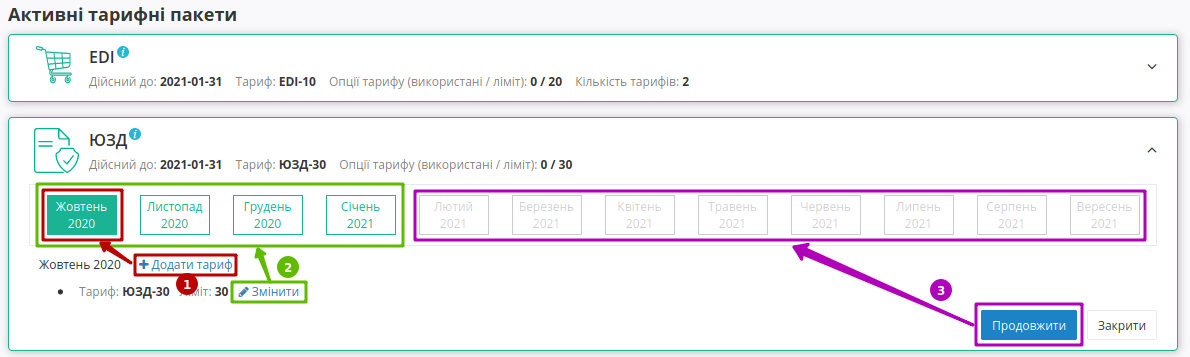 Активні тарифні пакети
EDI i
Дійсний до: 2021-01-31 Тариф: EDI-10 Опції тарифу (використані / ліміт): 0 / 20 Кількість тарифів: 2
ЮЗД i
Дійсний до: 2021-01-31 Тариф: ЮЗД-30 Опції тарифу (використані / ліміт): 0 / 30
Жовтень Листопад Грудень Січень Лютий Березень Квітень Травень Червень Липень Серпень Вересень
2020 2020 2020 2021 2021 2021 2021 2021 2021 2021 2021 2021
Жовтень 2020 + Додати тариф
1 2 3
Тариф: ЮЗД-30 Ліміт: 30 Змінити
Продовжити Закрити